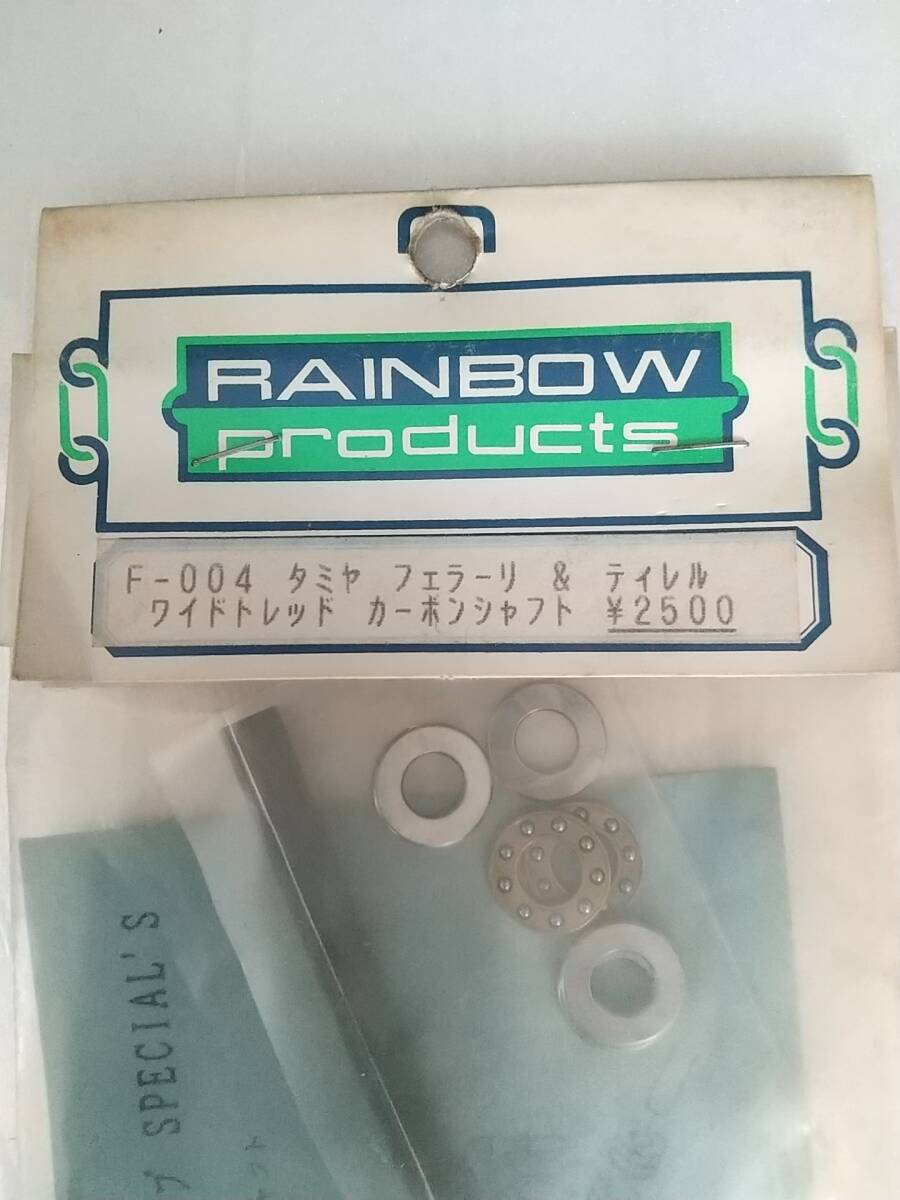 RAINBOW
products
F-004 タミヤ フェラーリ & ティレル
ワイドトレッド カーボンシャフト ¥2500
SPECIAL'S